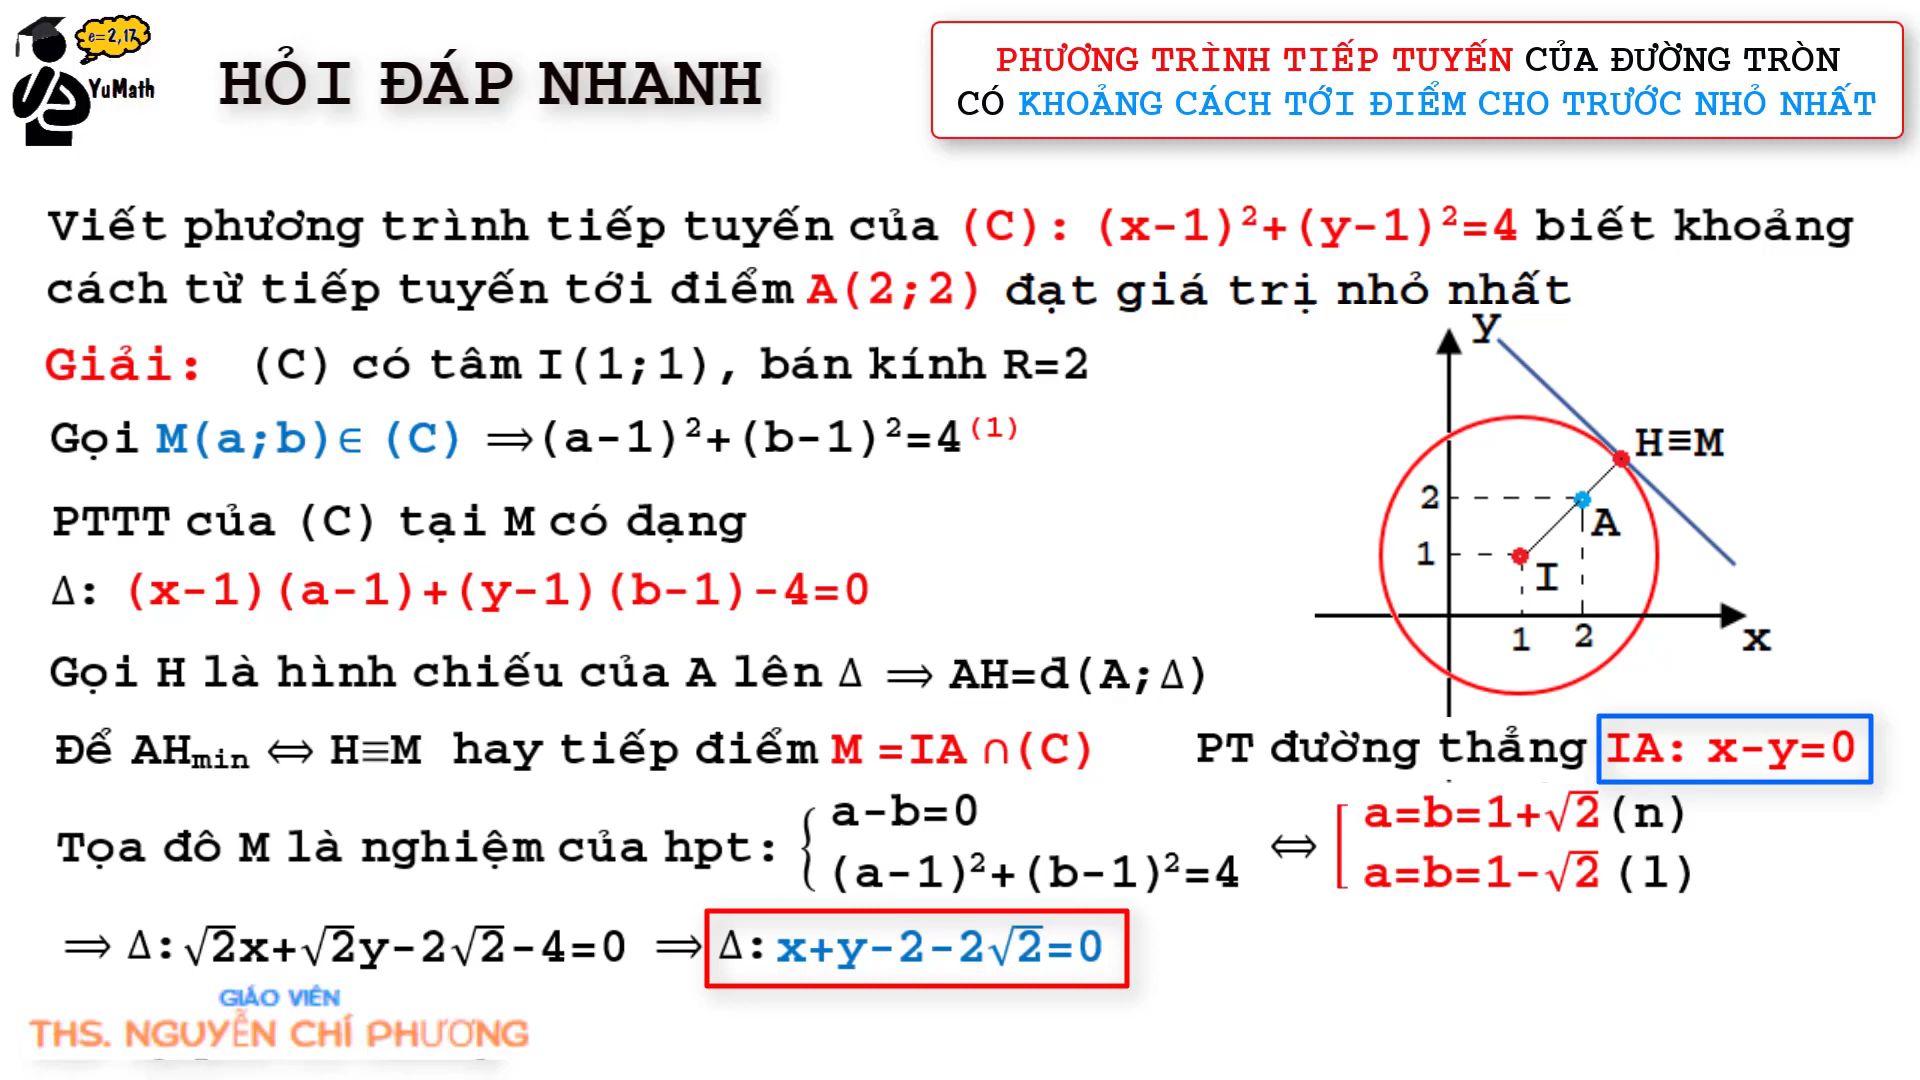 e=2,17
YuMath
HỎI ĐÁP NHANH
PHƯƠNG TRÌNH TIẾP TUYẾN CỦA ĐƯỜNG TRÒN
CÓ KHOẢNG CÁCH TỚI ĐIỂM CHO TRƯỚC NHỎ NHẤT
Viết phương trình tiếp tuyến của (C): (x-1)²+(y-1)²=4 biết khoảng
cách từ tiếp tuyến tới điểm A(2;2) đạt giá trị nhỏ nhất
Giải: (C) có tâm I(1;1), bán kính R=2
Gọi M(a;b)∈ (C) ⟹(a-1)²+(b-1)²=4 (1)
PTTT của (C) tại M có dạng
Δ: (x-1)(a-1)+(y-1)(b-1)-4=0
Gọi H là hình chiếu của A lên Δ ⟹ AH=d(A;Δ)
y
H≡M
2
A
1
I
1
2
x
Để AHmin ⟺ H≡M hay tiếp điểm M =IA ∩(C)
PT đường thẳng IA: x-y=0
Tọa đô M là nghiệm của hpt:
a-b=0
(a-1)²+(b-1)²=4
⟺
a=b=1+√2 (n)
a=b=1-√2 (l)
⟹ Δ:√2x+√2y-2√2-4=0 ⟹ Δ: x+y-2-2√2=0
GIÁO VIÊN
THS. NGUYỄN CHÍ PHƯƠNG